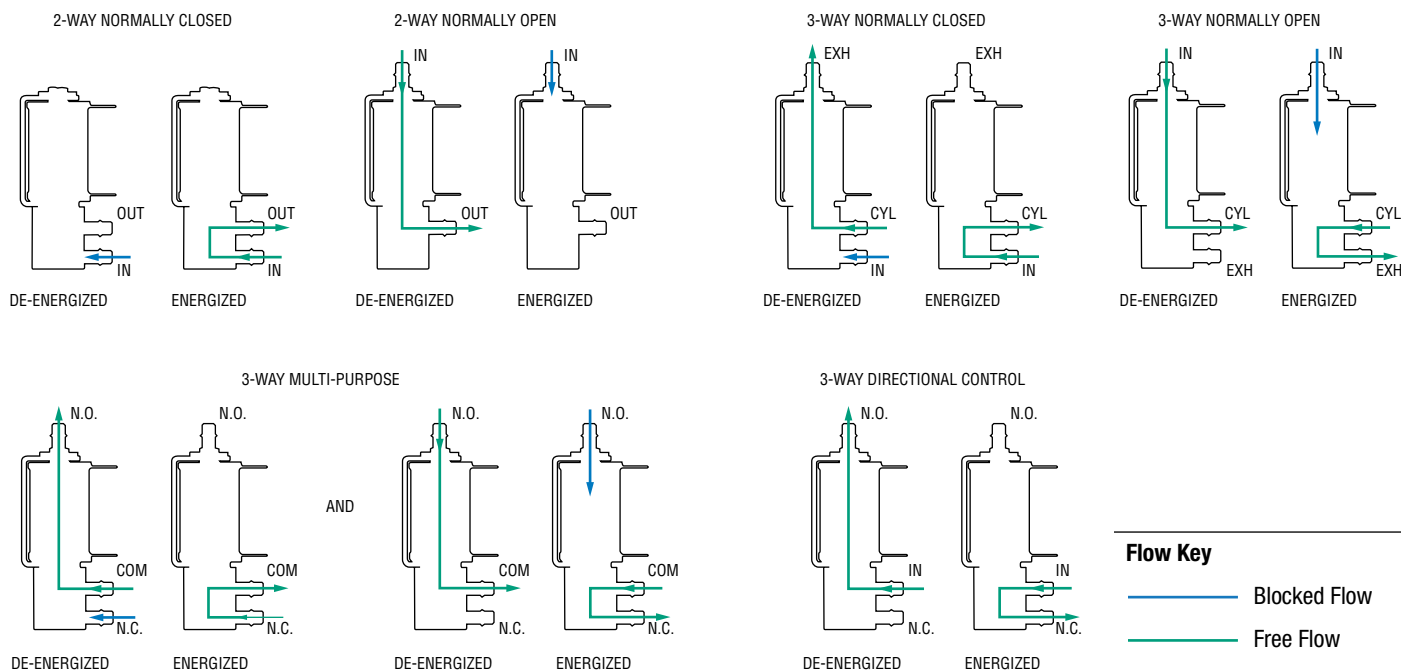 2-WAY NORMALLY CLOSED
2-WAY NORMALLY OPEN
3-WAY NORMALLY CLOSED
3-WAY NORMALLY OPEN
IN
IN
EXH
EXH
IN
IN
OUT
OUT
OUT
OUT
CYL
CYL
CYL
CYL
IN
IN
IN
IN
EXH
EXH
DE-ENERGIZED
ENERGIZED
DE-ENERGIZED
ENERGIZED
DE-ENERGIZED
ENERGIZED
DE-ENERGIZED
ENERGIZED
3-WAY MULTI-PURPOSE
3-WAY DIRECTIONAL CONTROL
N.O.
N.O.
N.O.
N.O.
N.O.
N.O.
AND
COM
COM
COM
COM
IN
IN
N.C.
N.C.
N.C.
N.C.
N.C.
N.C.
DE-ENERGIZED
ENERGIZED
DE-ENERGIZED
ENERGIZED
DE-ENERGIZED
ENERGIZED
Flow Key
Blocked Flow
Free Flow